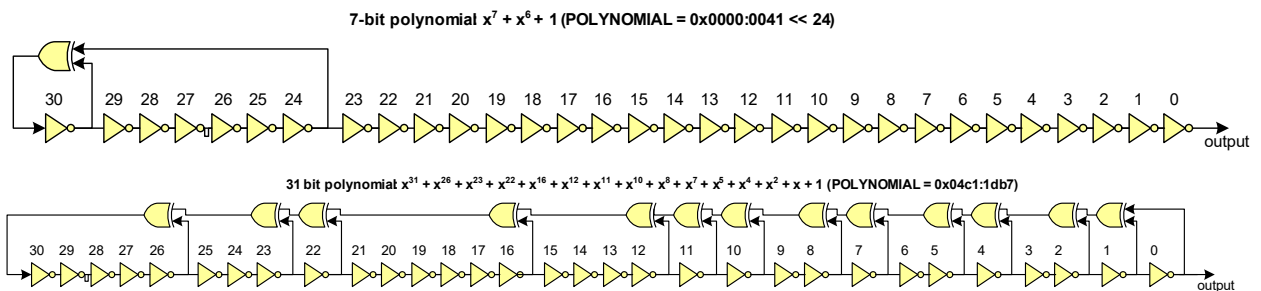 7-bit polynomial: x⁷ + x⁶ + 1 (POLYNOMIAL = 0x0000:0041 << 24)
30 29 28 27 26 25 24 23 22 21 20 19 18 17 16 15 14 13 12 11 10 9 8 7 6 5 4 3 2 1 0
output
31 bit polynomial: x³¹ + x²⁶ + x²³ + x²² + x¹⁶ + x¹² + x¹¹ + x¹⁰ + x⁸ + x⁷ + x⁵ + x⁴ + x² + x + 1 (POLYNOMIAL = 0x04c1:1db7)
30 29 28 27 26 25 24 23 22 21 20 19 18 17 16 15 14 13 12 11 10 9 8 7 6 5 4 3 2 1 0
output